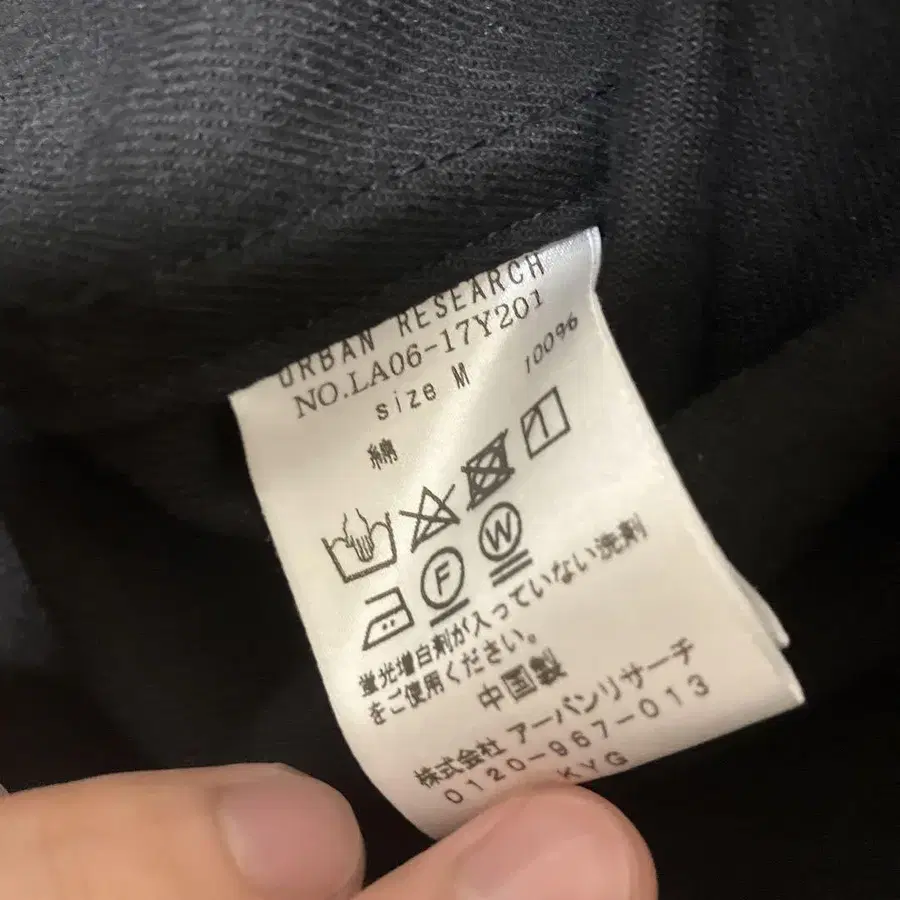 URBAN RESEARCH
NO.LA06-17Y201
size M
綿 100%
F W
蛍光増白剤が入っていない洗剤
をご使用ください。
中国製
株式会社 アーバンリサーチ
0120-967-013
KYG